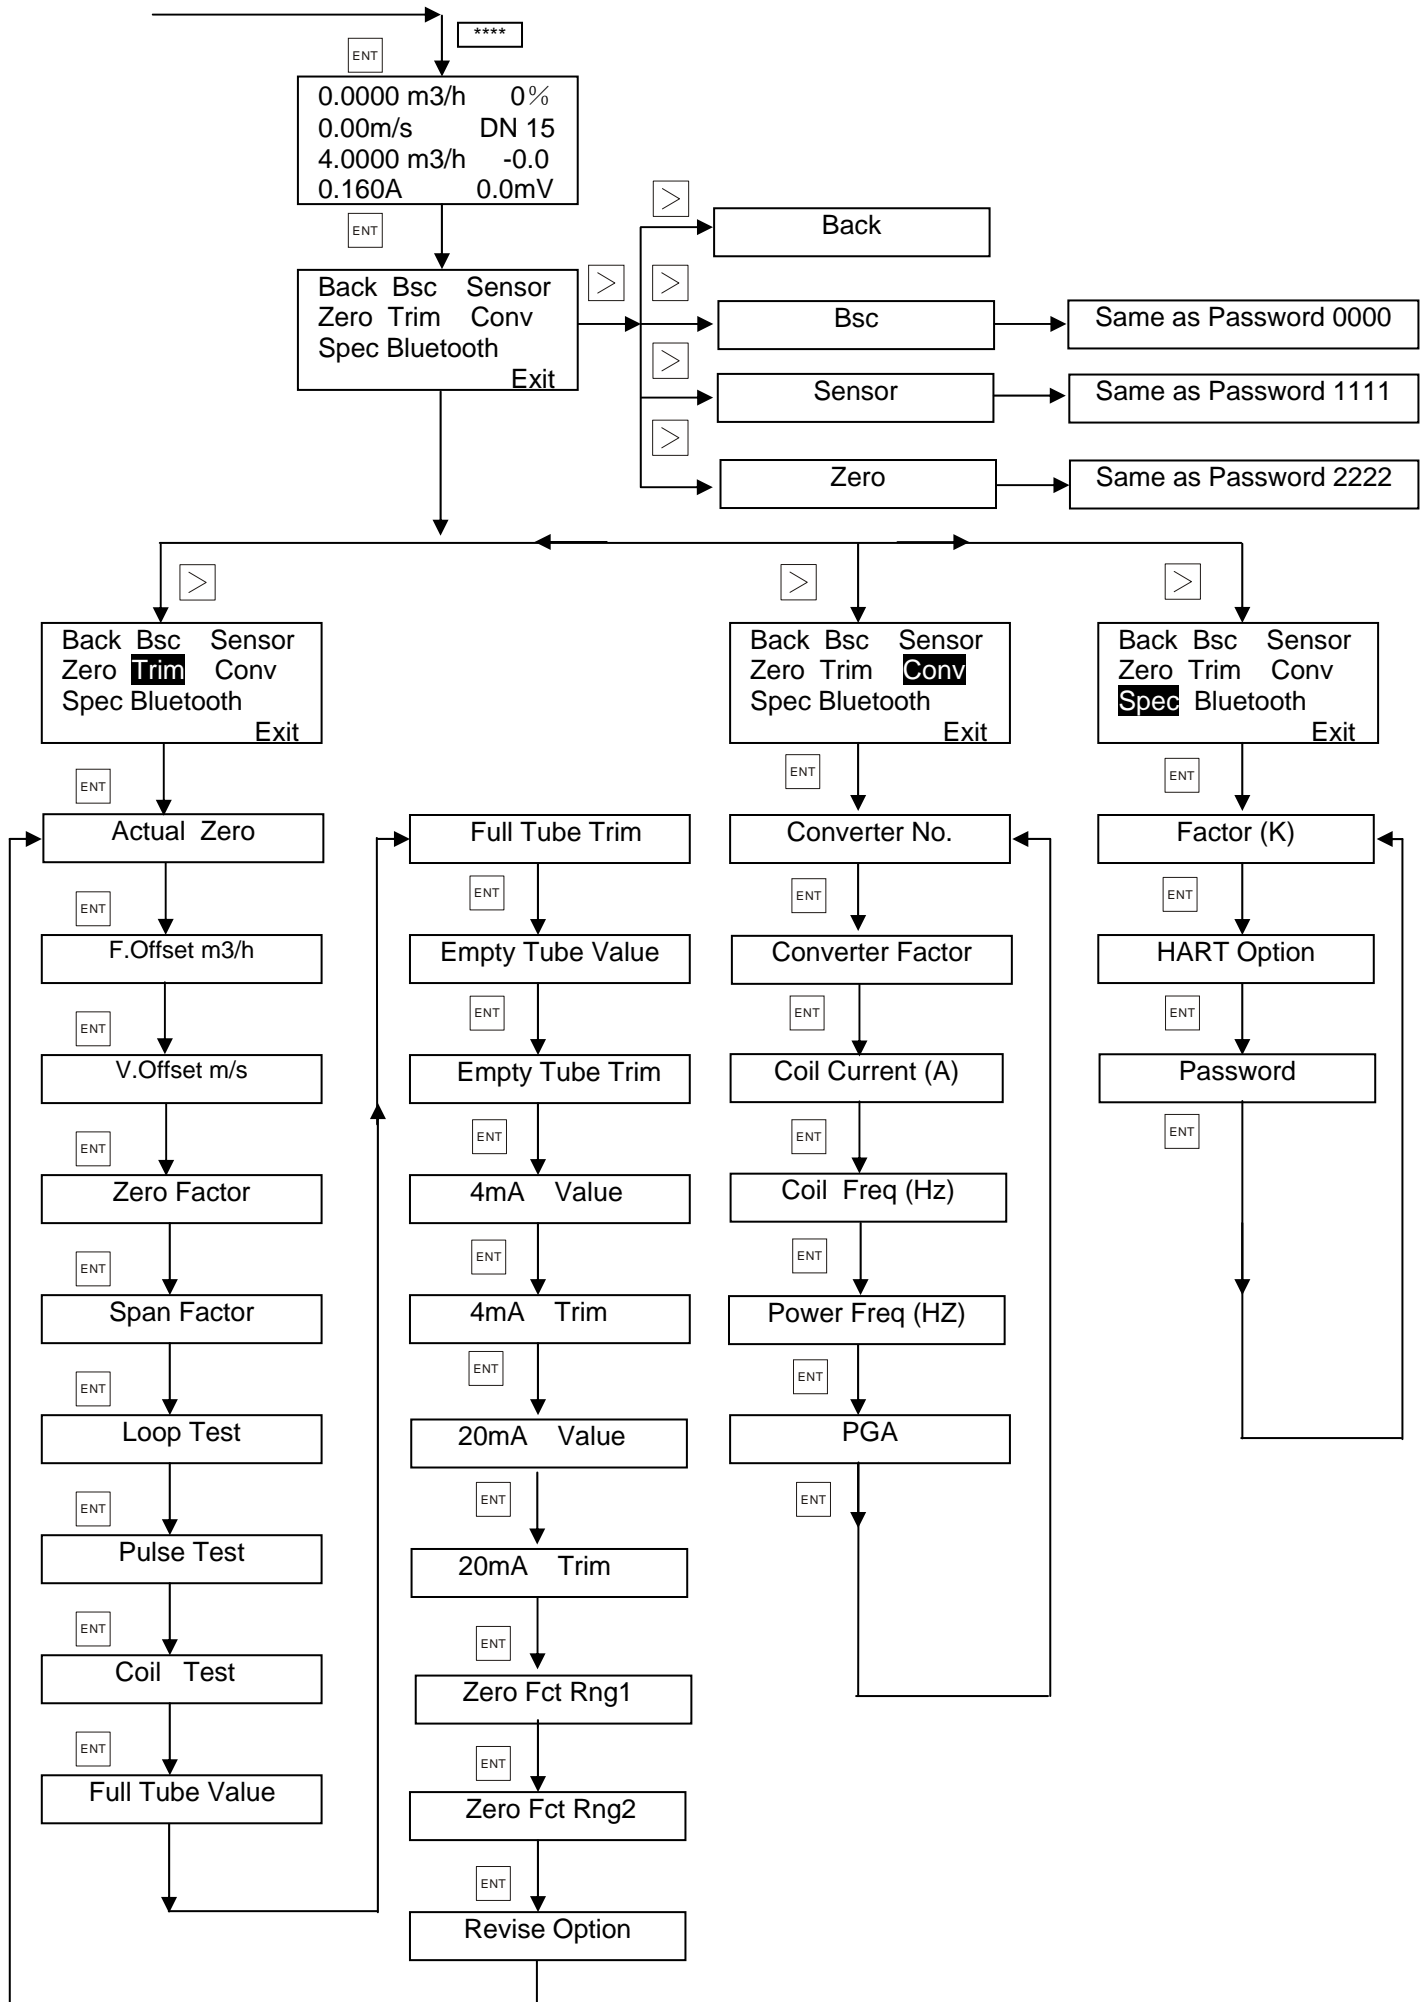 ****
ENT
0.0000 m3/h 0%
0.00m/s DN 15
4.0000 m3/h -0.0
0.160A 0.0mV
ENT
Back Bsc Sensor
Zero Trim Conv
Spec Bluetooth
Exit
>
>
Back
>
Bsc
Same as Password 0000
>
Sensor
Same as Password 1111
>
Zero
Same as Password 2222
>
Back Bsc Sensor
Zero Trim Conv
Spec Bluetooth
Exit
ENT
Actual Zero
ENT
F.Offset m3/h
ENT
V.Offset m/s
ENT
Zero Factor
ENT
Span Factor
ENT
Loop Test
ENT
Pulse Test
ENT
Coil Test
ENT
Full Tube Value
Full Tube Trim
ENT
Empty Tube Value
ENT
Empty Tube Trim
ENT
4mA Value
ENT
4mA Trim
ENT
20mA Value
ENT
20mA Trim
ENT
Zero Fct Rng1
ENT
Zero Fct Rng2
ENT
Revise Option
>
Back Bsc Sensor
Zero Trim Conv
Spec Bluetooth
Exit
ENT
Converter No.
ENT
Converter Factor
ENT
Coil Current (A)
ENT
Coil Freq (Hz)
ENT
Power Freq (HZ)
ENT
PGA
ENT
>
Back Bsc Sensor
Zero Trim Conv
Spec Bluetooth
Exit
ENT
Factor (K)
ENT
HART Option
ENT
Password
ENT